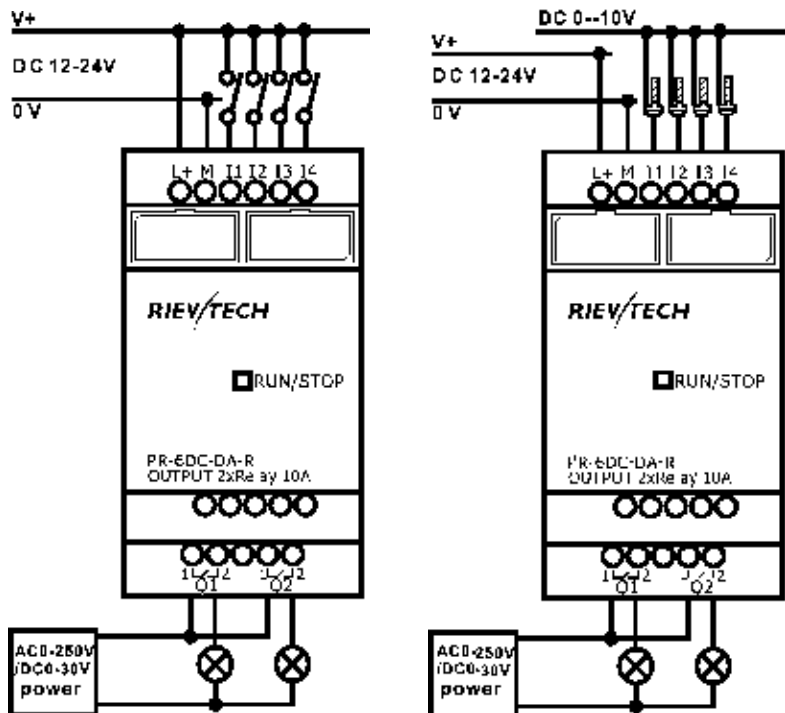 V+
DC 12-24V
0 V
L+ M I1 I2 I3 I4
RIEV/TECH
RUN/STOP
PR-6DC-DA-R
OUTPUT 2xRelay 10A
Q1 Q2
AC0-250V
/DC0-30V
power
DC 0--10V
V+
DC 12-24V
0 V
L+ M I1 I2 I3 I4
RIEV/TECH
RUN/STOP
PR-6DC-DA-R
OUTPUT 2xRelay 10A
Q1 Q2
AC0-250V
/DC0-30V
power